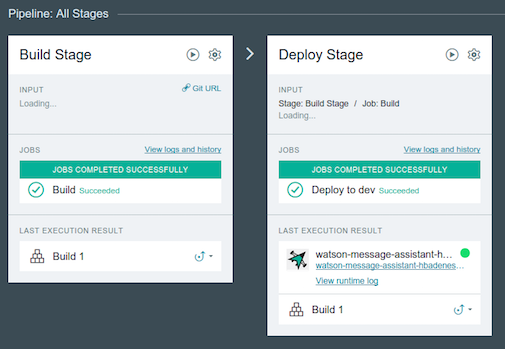 Pipeline: All Stages
Build Stage
INPUT
Git URL
Loading...
JOBS
View logs and history
JOBS COMPLETED SUCCESSFULLY
Build Succeeded
LAST EXECUTION RESULT
Build 1
Deploy Stage
INPUT
Stage: Build Stage / Job: Build
Loading...
JOBS
View logs and history
JOBS COMPLETED SUCCESSFULLY
Deploy to dev Succeeded
LAST EXECUTION RESULT
watson-message-assistant-h...
watson-message-assistant-hbadenes...
View runtime log
Build 1